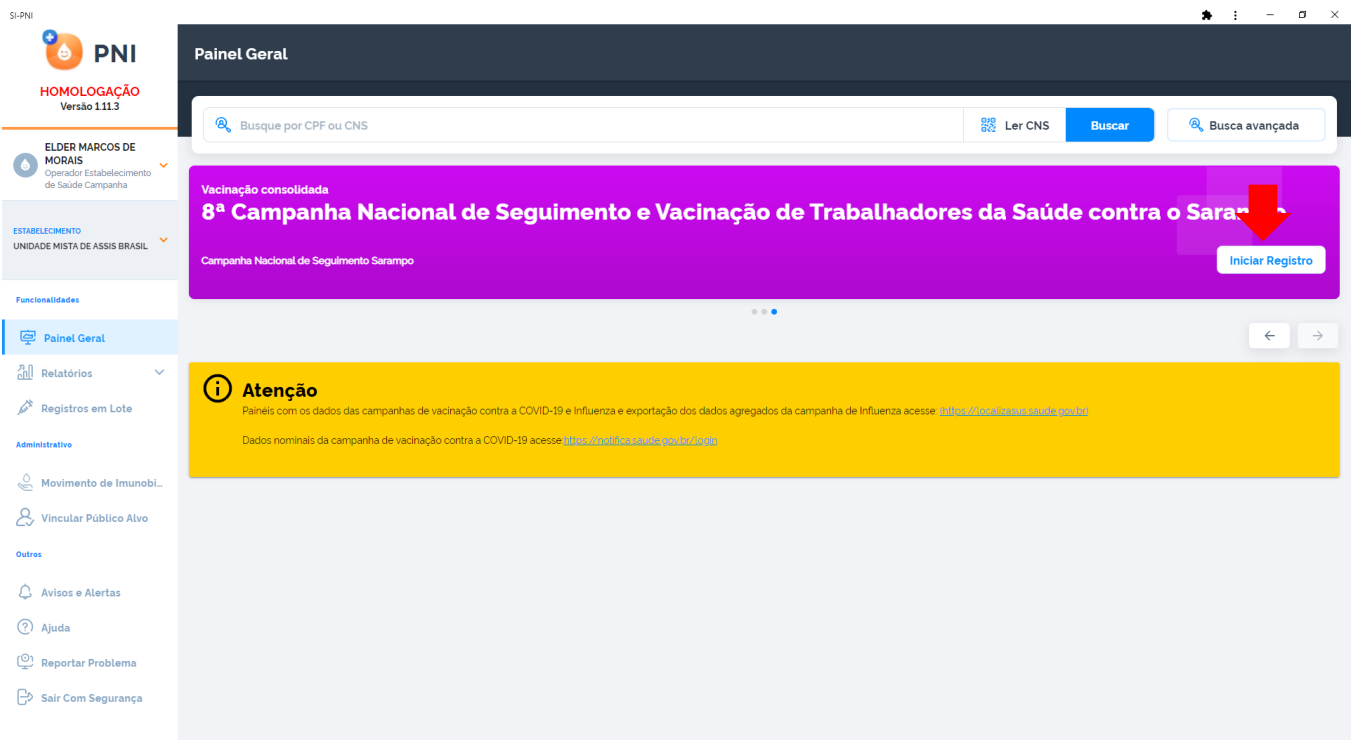 SI-PNI
PNI
HOMOLOGAÇÃO
Versão 1.11.3
ELDER MARCOS DE
MORAIS
Operador Estabelecimento
de Saúde Campanha
ESTABELECIMENTO
UNIDADE MISTA DE ASSIS BRASIL
Funcionalidades
Painel Geral
Relatórios
Registros em Lote
Administrativo
Movimento de Imunobi...
Vincular Público Alvo
Outros
Avisos e Alertas
Ajuda
Reportar Problema
Sair Com Segurança
Painel Geral
Busque por CPF ou CNS
Ler CNS
Buscar
Busca avançada
Vacinação consolidada
8ª Campanha Nacional de Seguimento e Vacinação de Trabalhadores da Saúde contra o Sarampo
Campanha Nacional de Seguimento Sarampo
Iniciar Registro
Atenção
Painéis com os dados das campanhas de vacinação contra a COVID-19 e Influenza e exportação dos dados agregados da campanha de Influenza acesse: (https://localizasus.saude.gov.br)
Dados nominais da campanha de vacinação contra a COVID-19 acesse:https://notifica.saude.gov.br/login